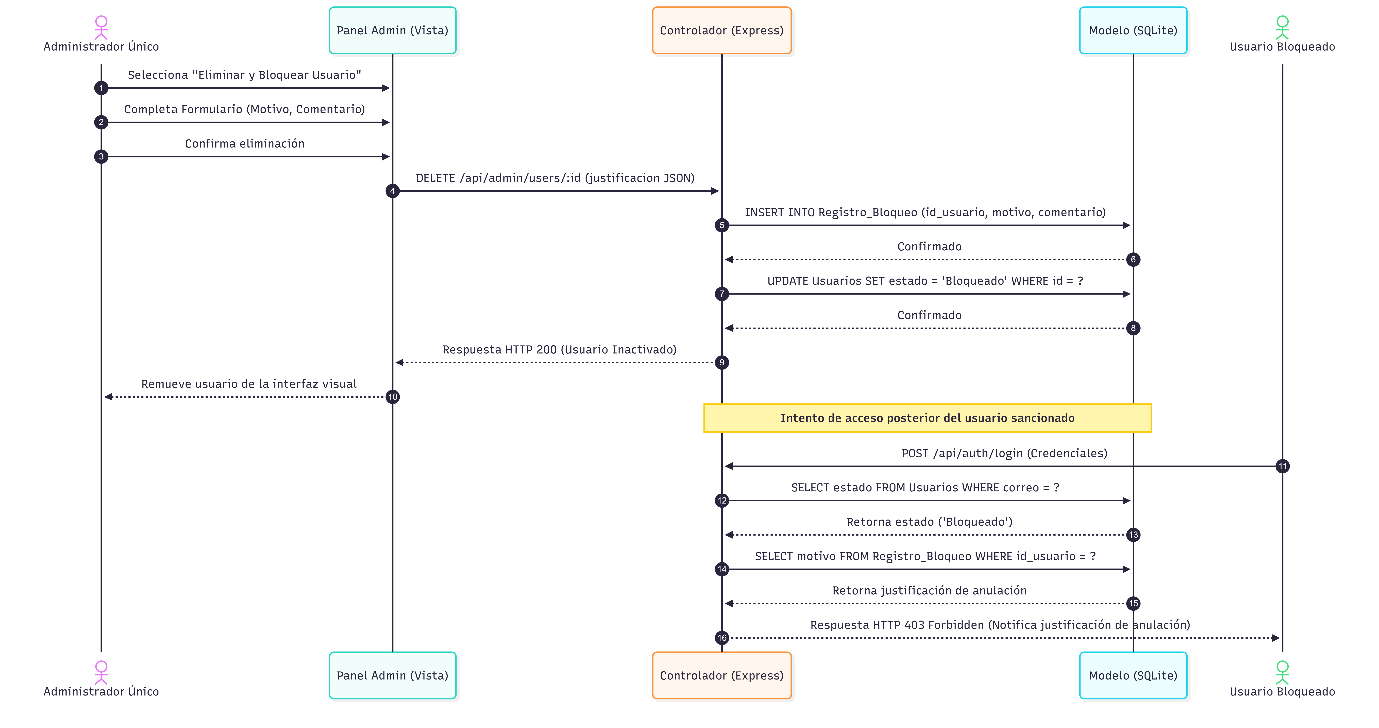 Administrador Único
Panel Admin (Vista)
Controlador (Express)
Modelo (SQLite)
Usuario Bloqueado
Selecciona "Eliminar y Bloquear Usuario"
1
Completa Formulario (Motivo, Comentario)
2
Confirma eliminación
3
DELETE /api/admin/users/:id (justificacion JSON)
4
INSERT INTO Registro_Bloqueo (id_usuario, motivo, comentario)
5
Confirmado
6
UPDATE Usuarios SET estado = 'Bloqueado' WHERE id = ?
7
Confirmado
8
Respuesta HTTP 200 (Usuario Inactivado)
9
Remueve usuario de la interfaz visual
10
Intento de acceso posterior del usuario sancionado
POST /api/auth/login (Credenciales)
11
SELECT estado FROM Usuarios WHERE correo = ?
12
Retorna estado ('Bloqueado')
13
SELECT motivo FROM Registro_Bloqueo WHERE id_usuario = ?
14
Retorna justificación de anulación
15
Respuesta HTTP 403 Forbidden (Notifica justificación de anulación)
16
Administrador Único
Panel Admin (Vista)
Controlador (Express)
Modelo (SQLite)
Usuario Bloqueado